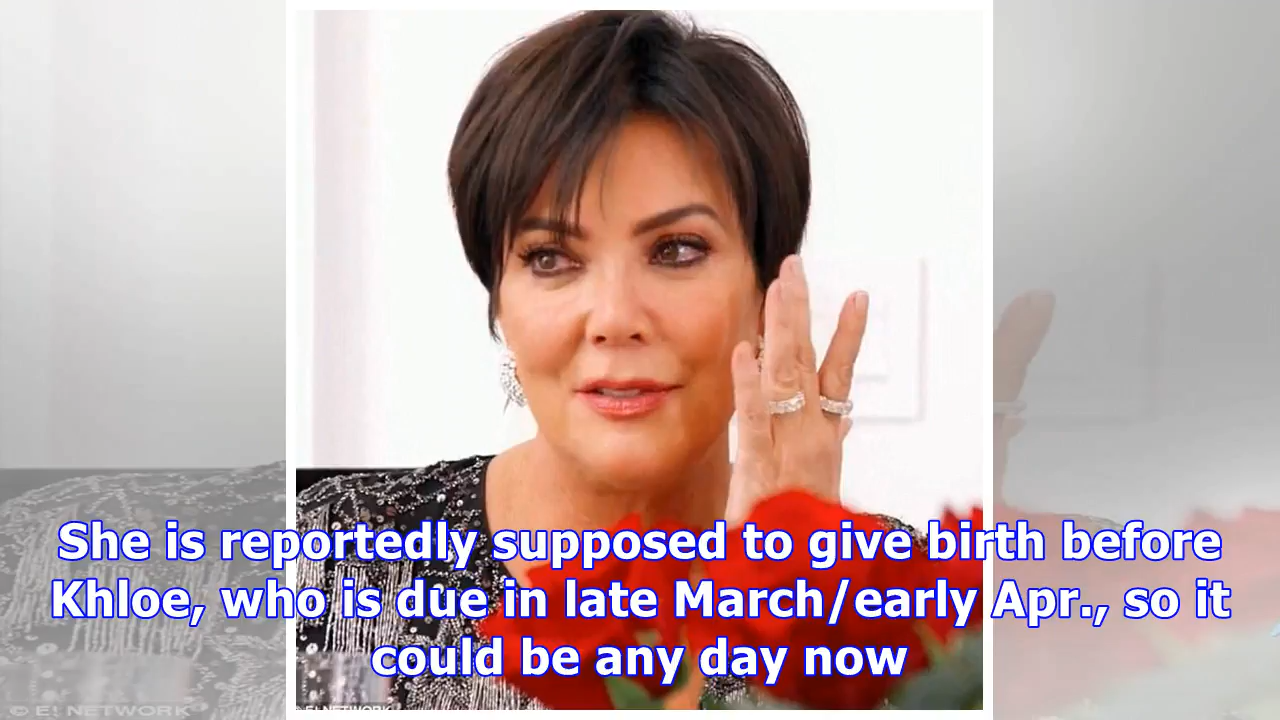 She is reportedly supposed to give birth before
Khloe, who is due in late March/early Apr., so it
could be any day now
© E! NETWORK
© E! NETWORK